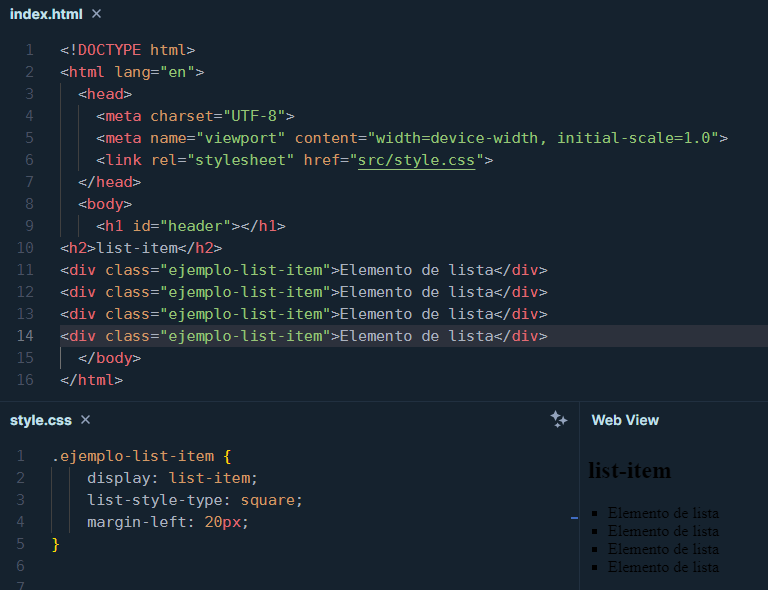 index.html ×
1 <!DOCTYPE html>
2 <html lang="en">
3 <head>
4 <meta charset="UTF-8">
5 <meta name="viewport" content="width=device-width, initial-scale=1.0">
6 <link rel="stylesheet" href="src/style.css">
7 </head>
8 <body>
9 <h1 id="header"></h1>
10 <h2>list-item</h2>
11 <div class="ejemplo-list-item">Elemento de lista</div>
12 <div class="ejemplo-list-item">Elemento de lista</div>
13 <div class="ejemplo-list-item">Elemento de lista</div>
14 <div class="ejemplo-list-item">Elemento de lista</div>
15 </body>
16 </html>
style.css ×
1 .ejemplo-list-item {
2 display: list-item;
3 list-style-type: square;
4 margin-left: 20px;
5 }
6
7
Web View
list-item
▪ Elemento de lista
▪ Elemento de lista
▪ Elemento de lista
▪ Elemento de lista